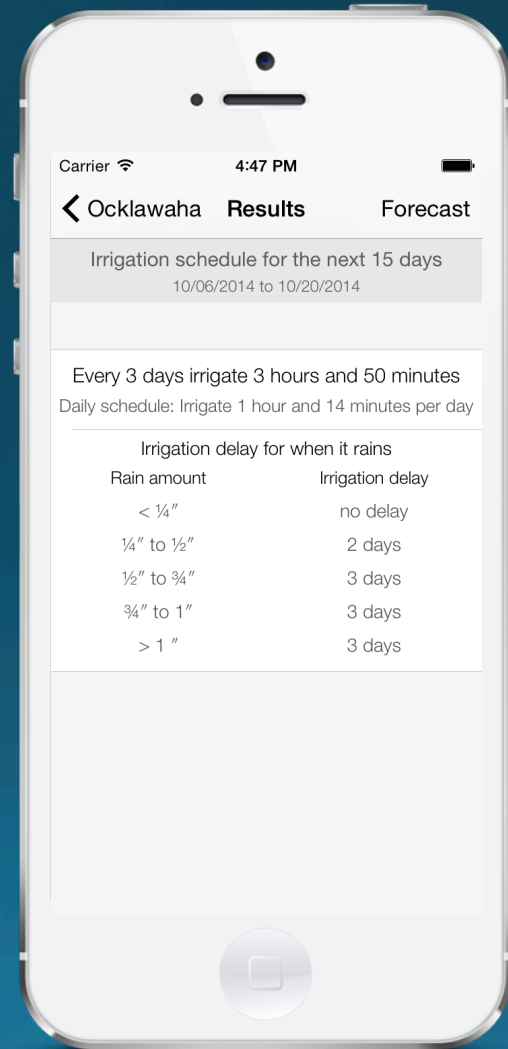 Carrier 4:47 PM
Ocklawaha Results Forecast
Irrigation schedule for the next 15 days
10/06/2014 to 10/20/2014
Every 3 days irrigate 3 hours and 50 minutes
Daily schedule: Irrigate 1 hour and 14 minutes per day
Irrigation delay for when it rains
Rain amount Irrigation delay
< ¼″ no delay
¼″ to ½″ 2 days
½″ to ¾″ 3 days
¾″ to 1″ 3 days
> 1 ″ 3 days